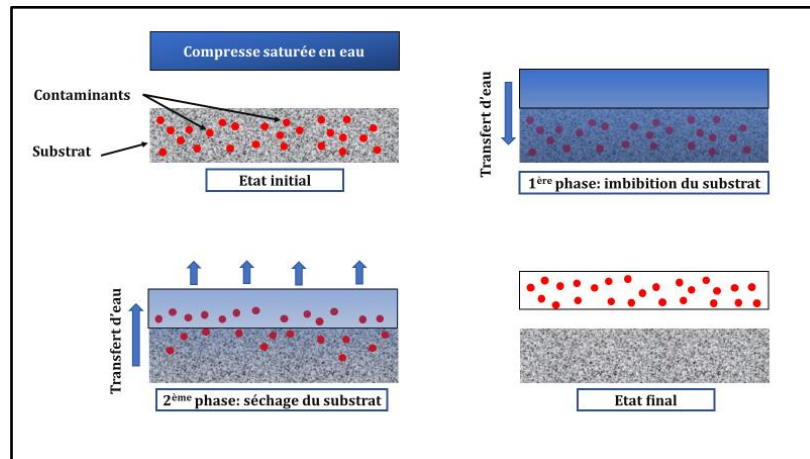 Compresse saturée en eau
Contaminants
Substrat
Etat initial
Transfert d'eau
1ère phase: imbibition du substrat
Transfert d'eau
2ème phase: séchage du substrat
Etat final